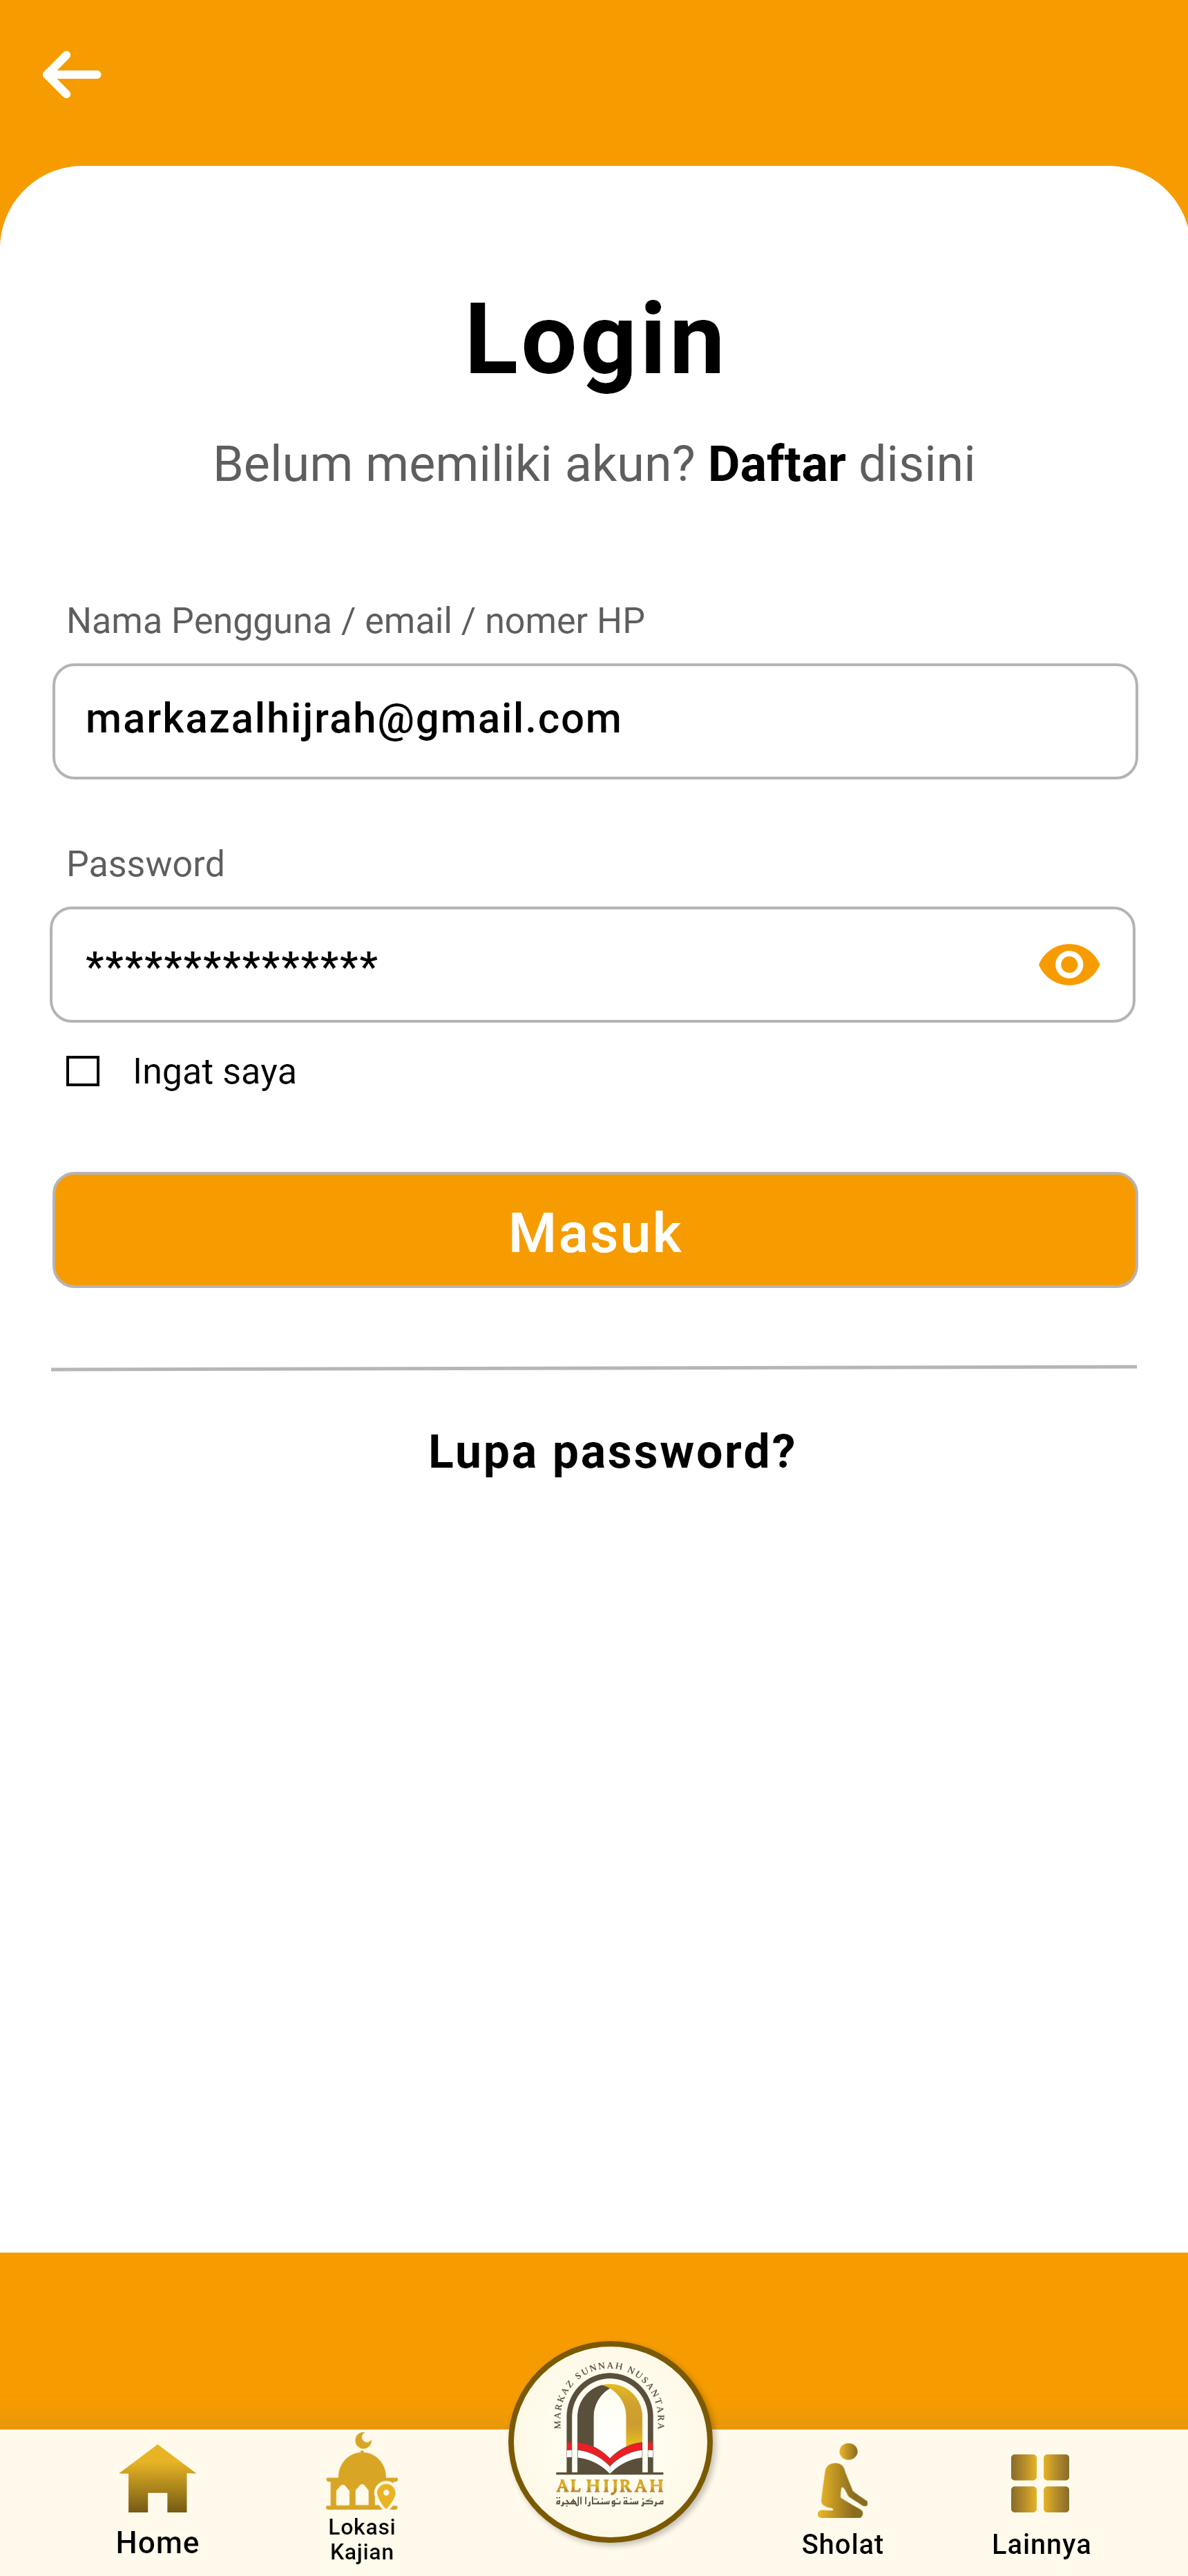 Login
Belum memiliki akun? Daftar disini
Nama Pengguna / email / nomer HP
markazalhijrah@gmail.com
Password
***************
Ingat saya
Masuk
Lupa password?
MARKAZ SUNNAH NUSANTARA
AL HIJRAH
مركز سنة نوسنتارا الهجرة
Home
Lokasi
Kajian
Sholat
Lainnya